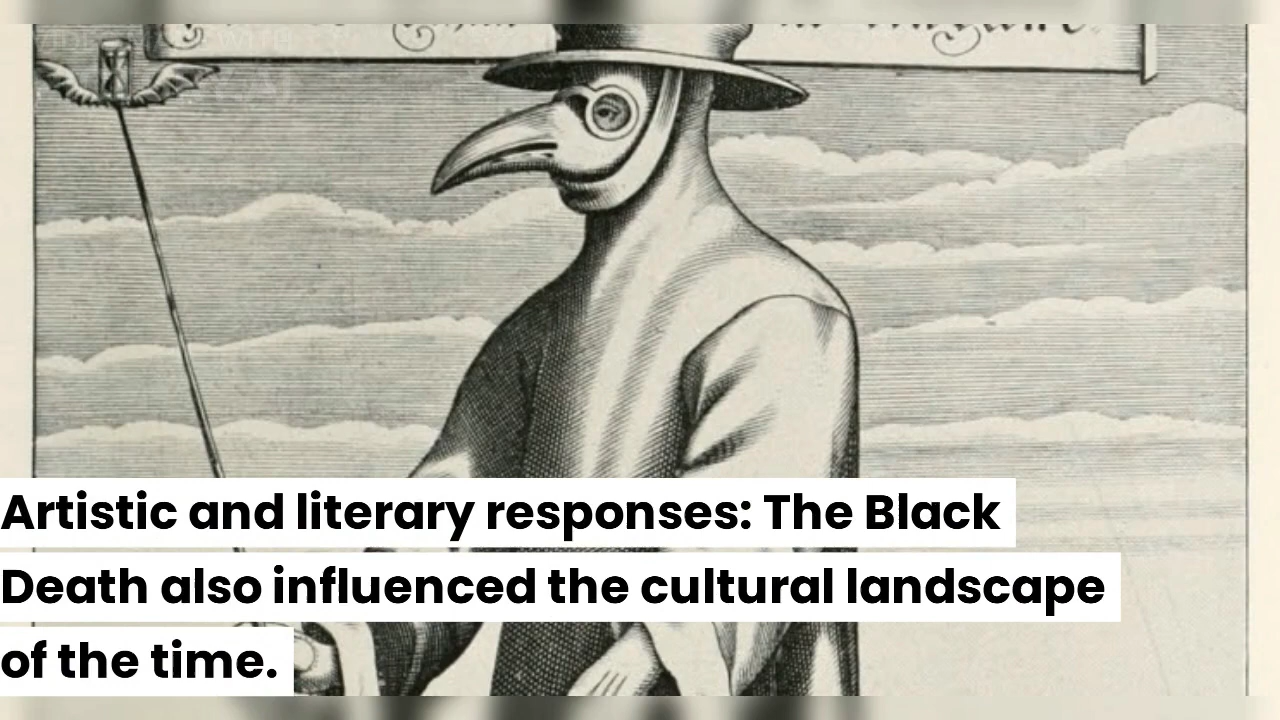 Artistic and literary responses: The Black
Death also influenced the cultural landscape
of the time.